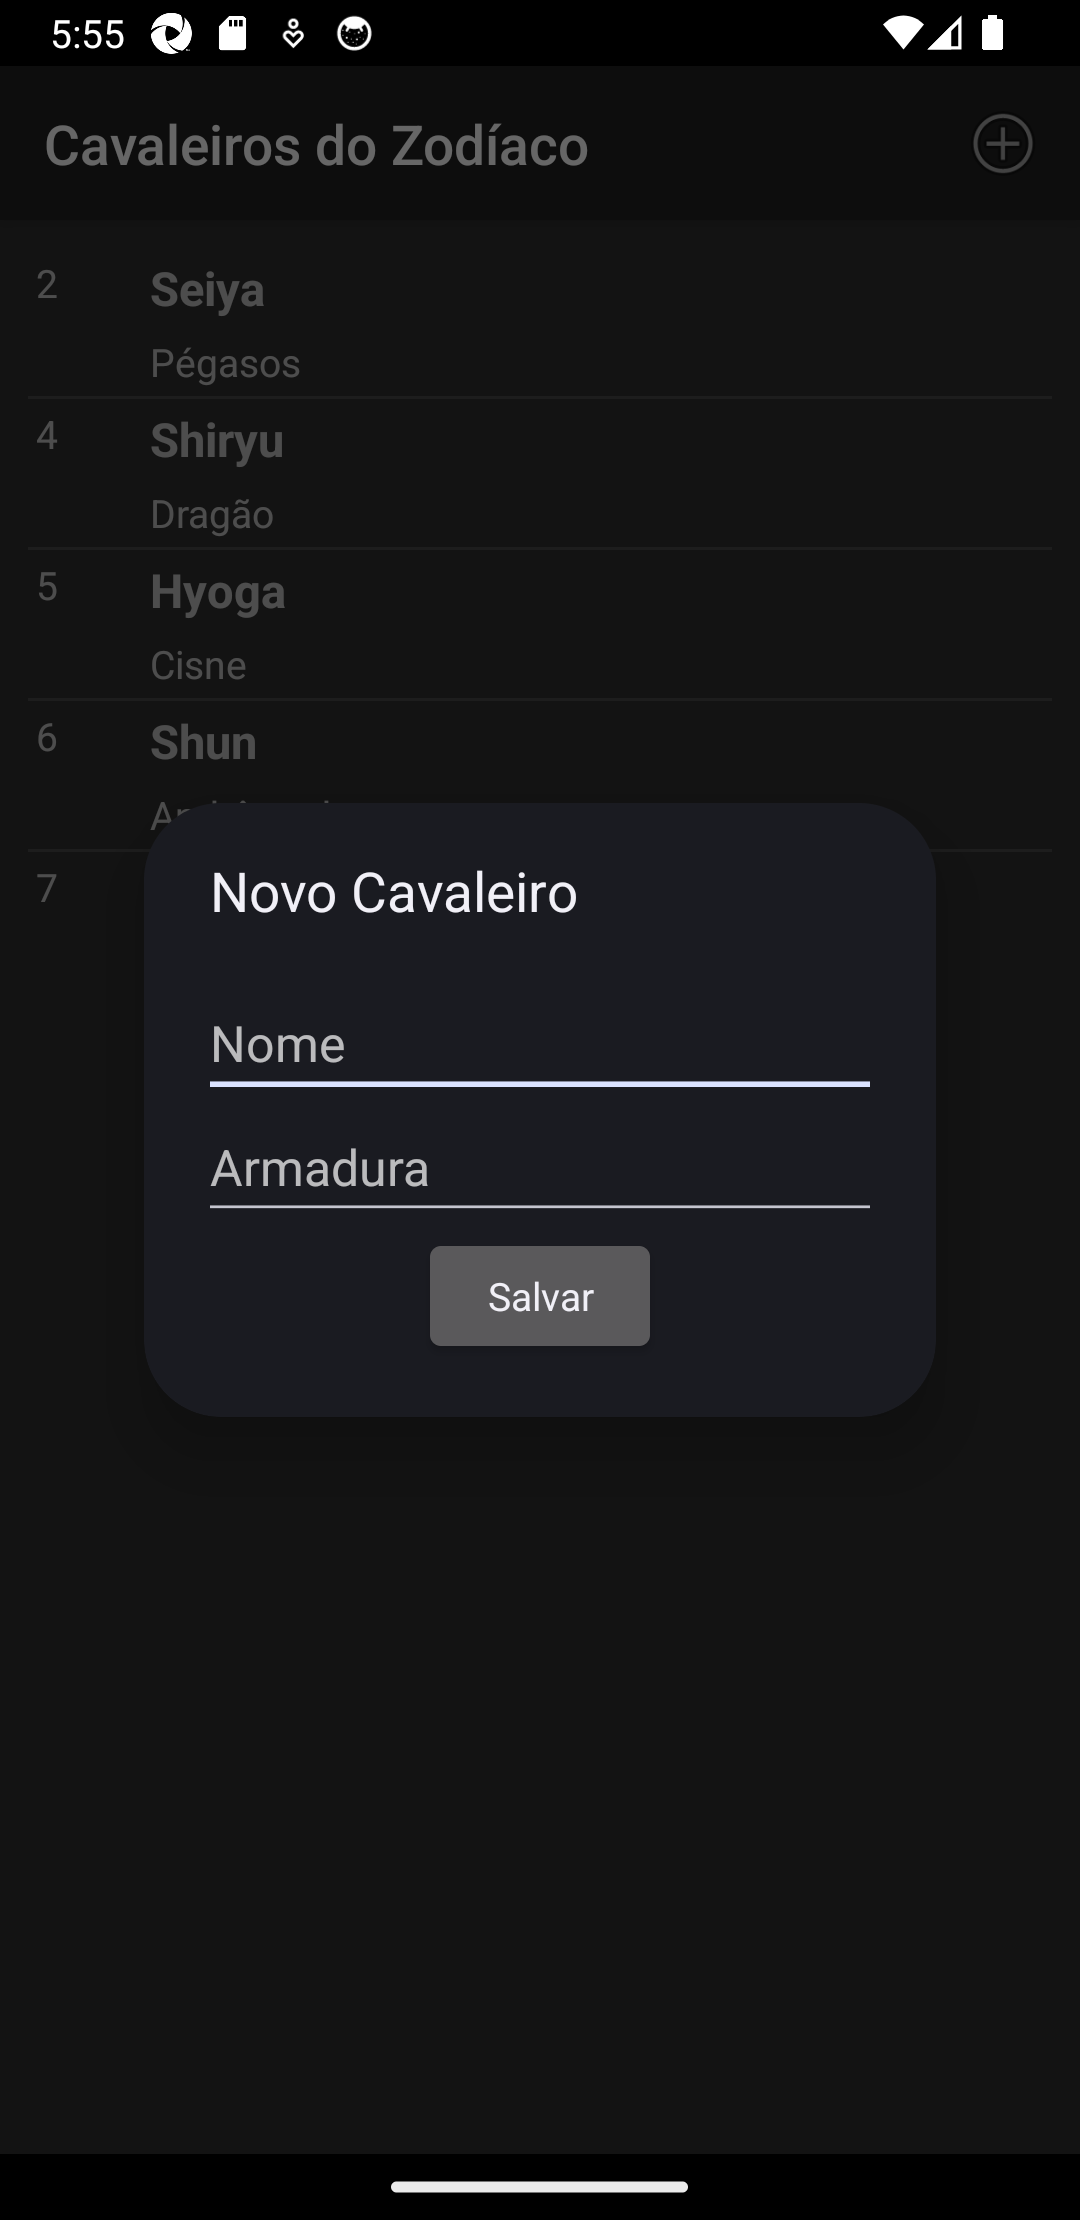 5:55
Cavaleiros do Zodíaco
2
Seiya
Pégasos
4
Shiryu
Dragão
5
Hyoga
Cisne
6
Shun
7
Novo Cavaleiro
Nome
Armadura
Salvar